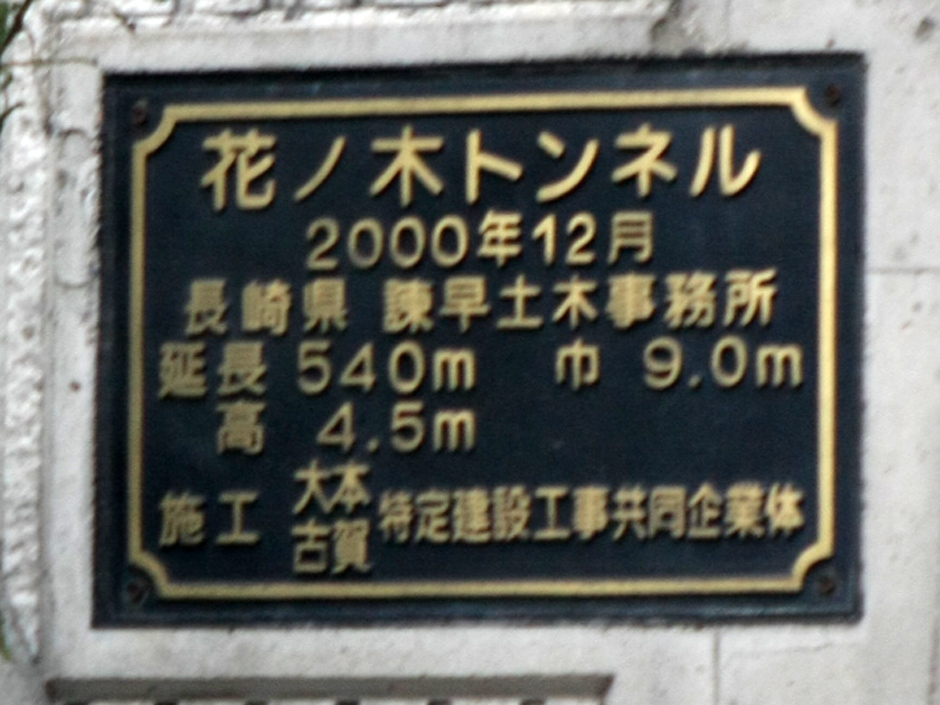 花ノ木トンネル
2000年12月
長崎県 諫早土木事務所
延長 540m 巾 9.0m
高 4.5m
施工 大本 古賀 特定建設工事共同企業体